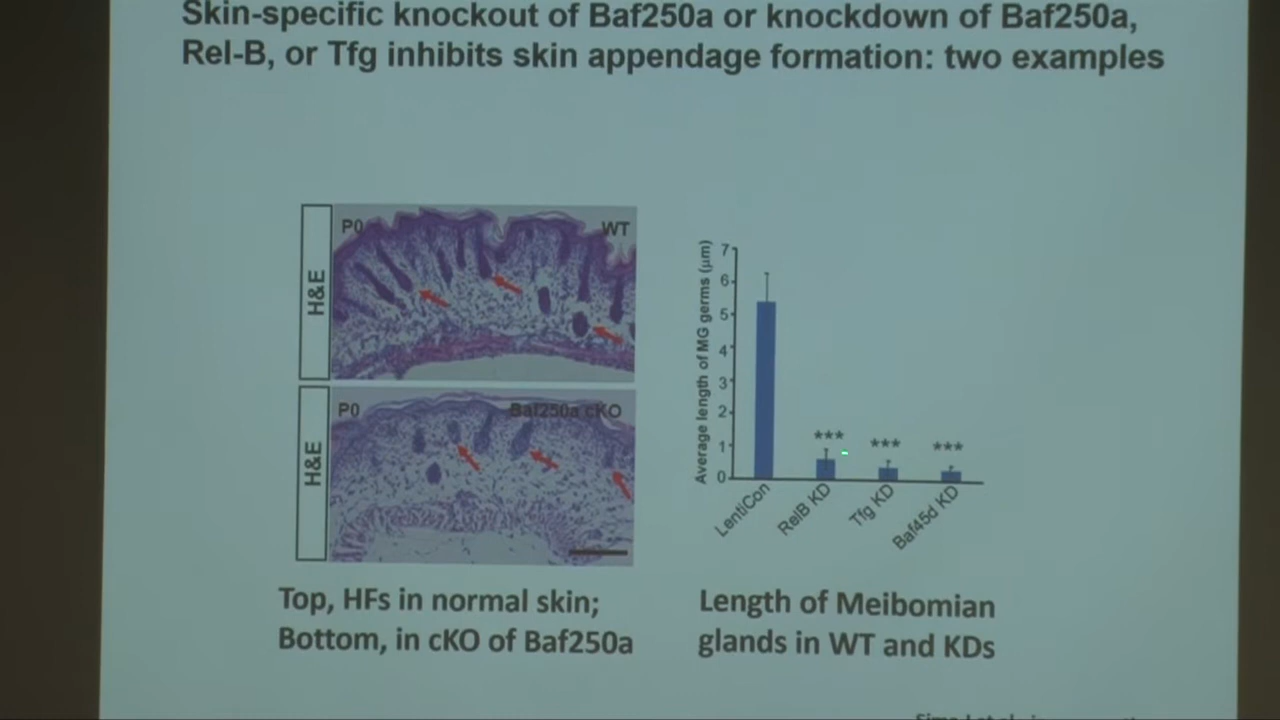 Skin-specific knockout of Baf250a or knockdown of Baf250a,
Rel-B, or Tfg inhibits skin appendage formation: two examples
H&E
P0
WT
H&E
P0
Baf250a cKO
Top, HFs in normal skin;
Bottom, in cKO of Baf250a
Average length of MG germs (μm)
7
6
5
4
3
2
1
0
***
***
***
LentiCon
RelB KD
Tfg KD
Baf45d KD
Length of Meibomian
glands in WT and KDs